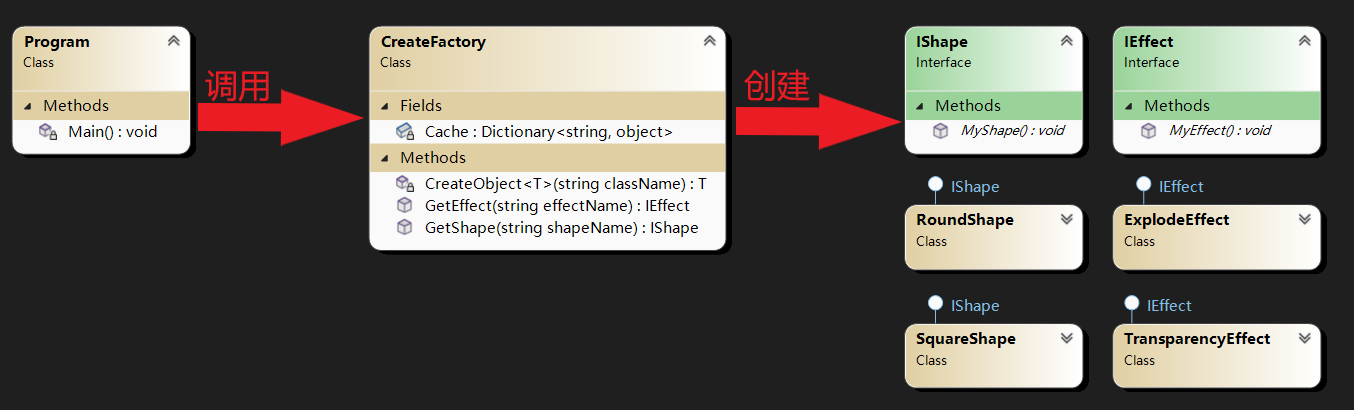 Program
Class
Methods
Main() : void
调用
CreateFactory
Class
Fields
Cache : Dictionary<string, object>
Methods
CreateObject<T>(string className) : T
GetEffect(string effectName) : IEffect
GetShape(string shapeName) : IShape
创建
IShape
Interface
Methods
MyShape() : void
IEffect
Interface
Methods
MyEffect() : void
IShape
RoundShape
Class
IEffect
ExplodeEffect
Class
IShape
SquareShape
Class
IEffect
TransparencyEffect
Class